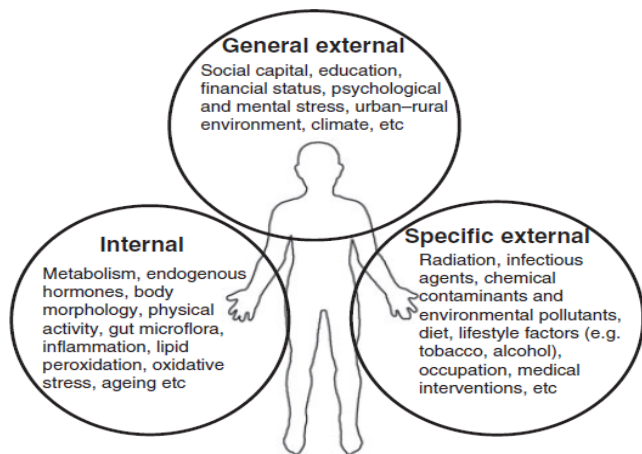 General external
Social capital, education,
financial status, psychological
and mental stress, urban–rural
environment, climate, etc
Internal
Metabolism, endogenous
hormones, body
morphology, physical
activity, gut microflora,
inflammation, lipid
peroxidation, oxidative
stress, ageing etc
Specific external
Radiation, infectious
agents, chemical
contaminants and
environmental pollutants,
diet, lifestyle factors (e.g.
tobacco, alcohol),
occupation, medical
interventions, etc